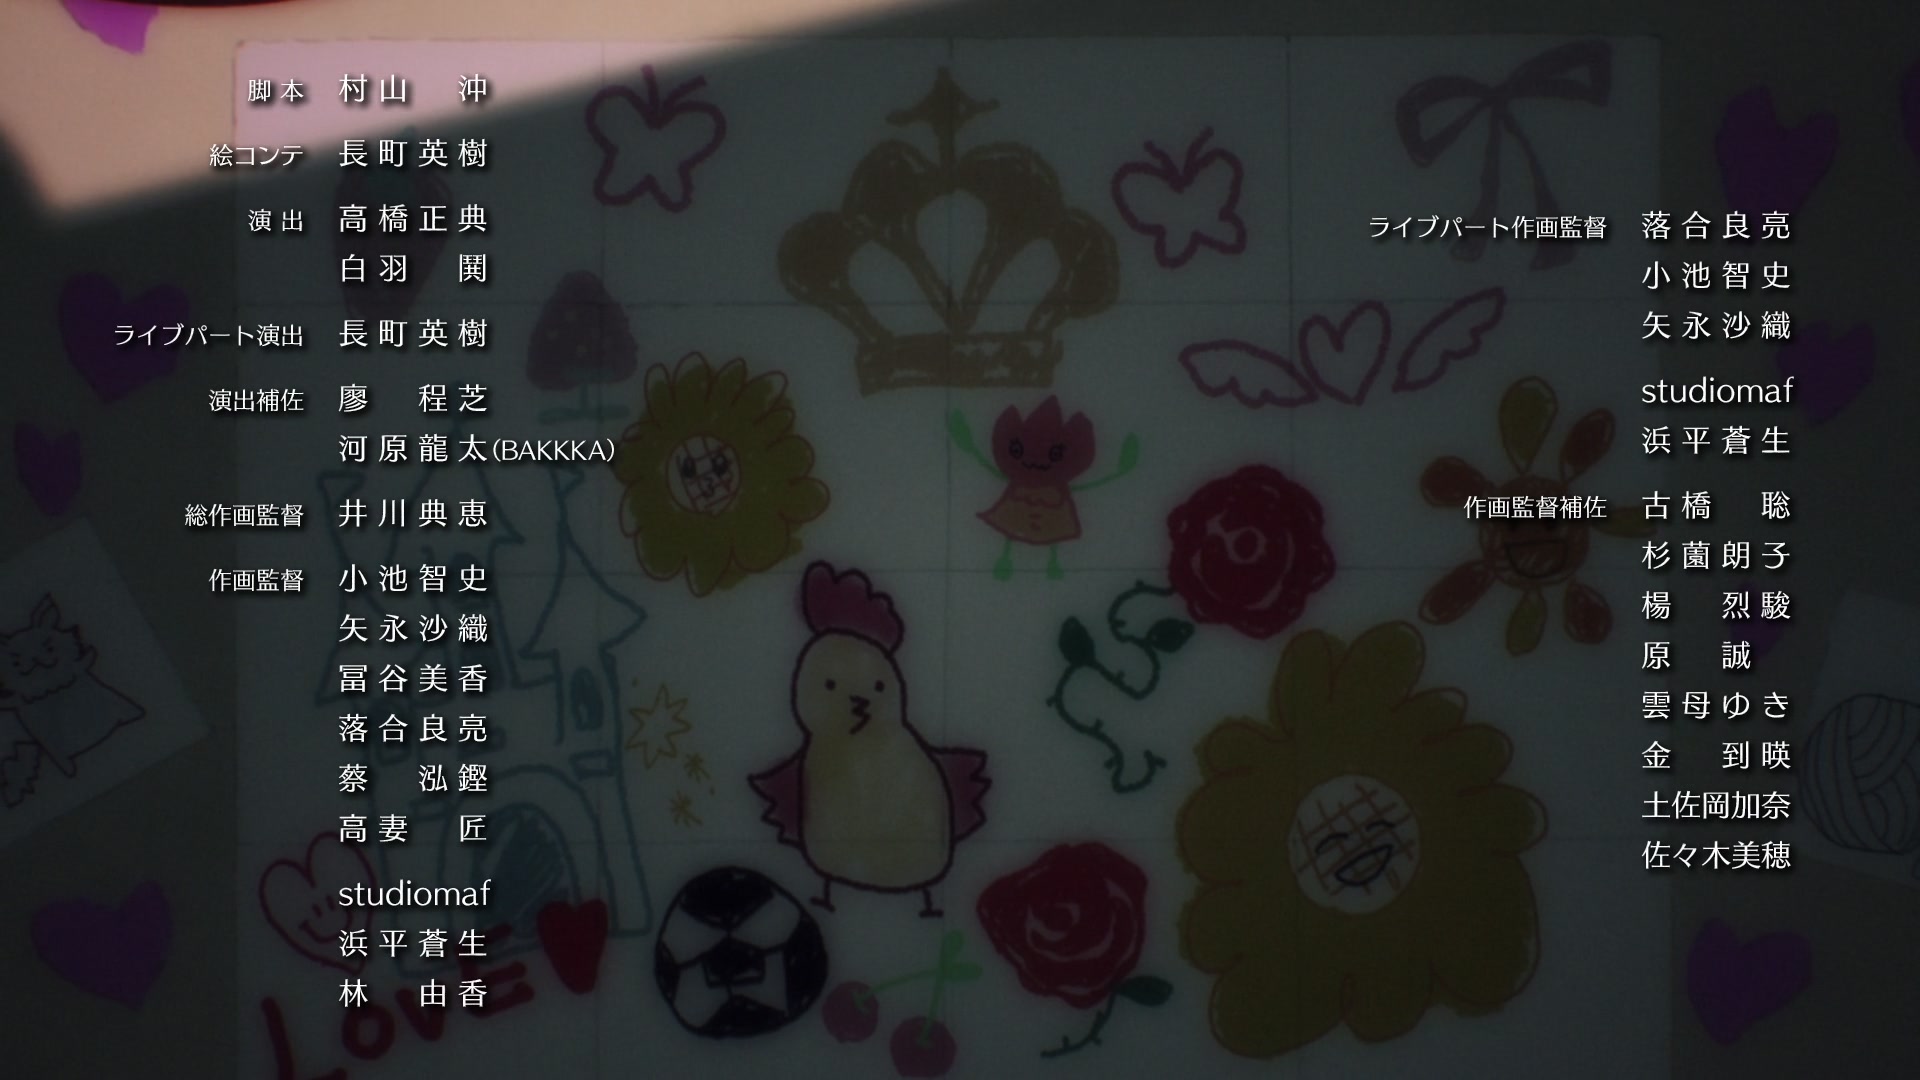 脚本 村山 沖
絵コンテ 長町英樹
演出 高橋正典
白羽 鬨
ライブパート演出 長町英樹
演出補佐 廖 程芝
河原龍太(BAKKKA)
総作画監督 井川典恵
作画監督 小池智史
矢永沙織
冨谷美香
落合良亮
蔡 泓鏗
高妻 匠
studiomaf
浜平蒼生
林 由香
ライブパート作画監督 落合良亮
小池智史
矢永沙織
studiomaf
浜平蒼生
作画監督補佐 古橋 聡
杉薗朗子
楊 烈駿
原 誠
雲母ゆき
金 到暎
土佐岡加奈
佐々木美穂
LOVE